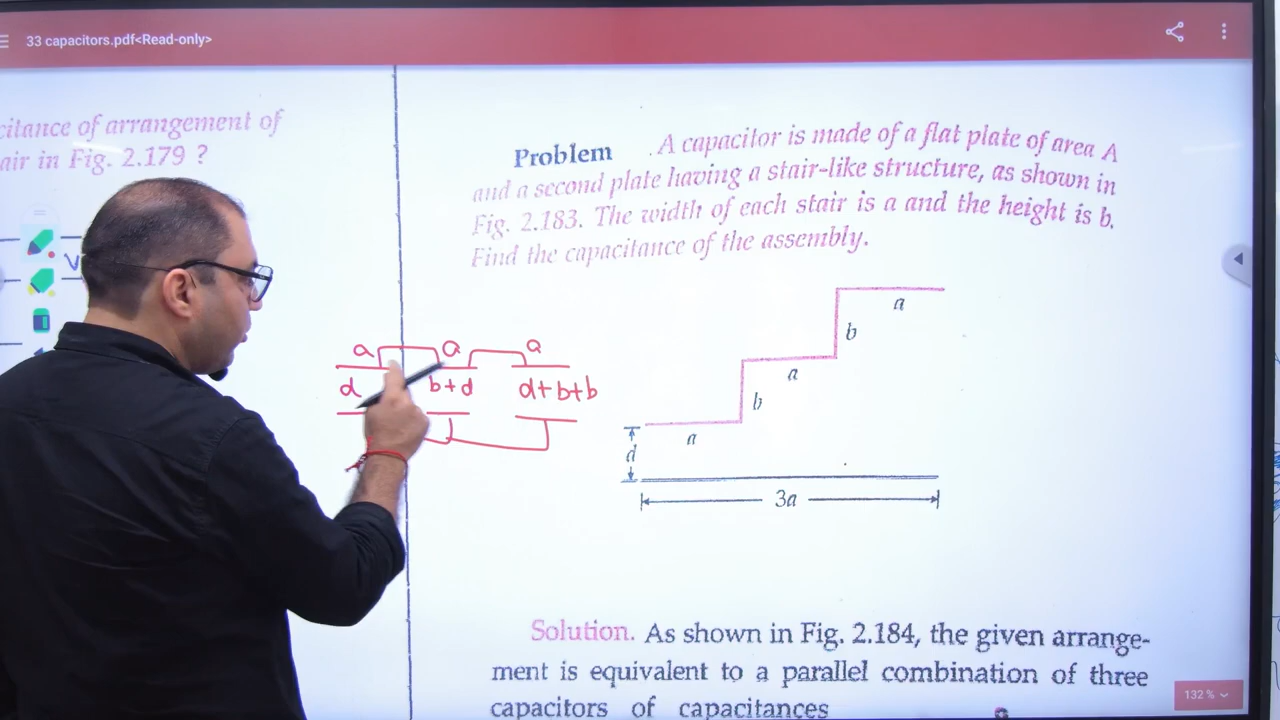 33 capacitors.pdf<Read-only>
citance of arrangement of
air in Fig. 2.179 ?
Problem . A capacitor is made of a flat plate of area A
and a second plate having a stair-like structure, as shown in
Fig. 2.183. The width of each stair is a and the height is b.
Find the capacitance of the assembly.
a
b
a
b
a
d
3a
a a a
d b+d d+b+b
Solution. As shown in Fig. 2.184, the given arrange-
ment is equivalent to a parallel combination of three
capacitors of capacitances
132 %